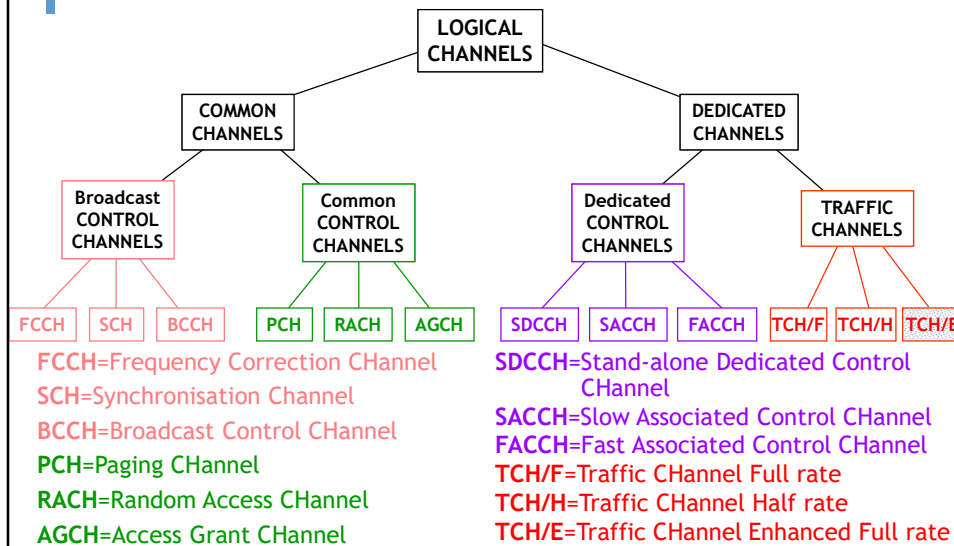 LOGICAL
CHANNELS
COMMON
CHANNELS
DEDICATED
CHANNELS
Broadcast
CONTROL
CHANNELS
Common
CONTROL
CHANNELS
Dedicated
CONTROL
CHANNELS
TRAFFIC
CHANNELS
FCCH SCH BCCH PCH RACH AGCH SDCCH SACCH FACCH TCH/F TCH/H TCH/E
FCCH=Frequency Correction CHannel
SCH=Synchronisation Channel
BCCH=Broadcast Control CHannel
PCH=Paging CHannel
RACH=Random Access CHannel
AGCH=Access Grant CHannel
SDCCH=Stand-alone Dedicated Control
CHannel
SACCH=Slow Associated Control CHannel
FACCH=Fast Associated Control CHannel
TCH/F=Traffic CHannel Full rate
TCH/H=Traffic CHannel Half rate
TCH/E=Traffic CHannel Enhanced Full rate